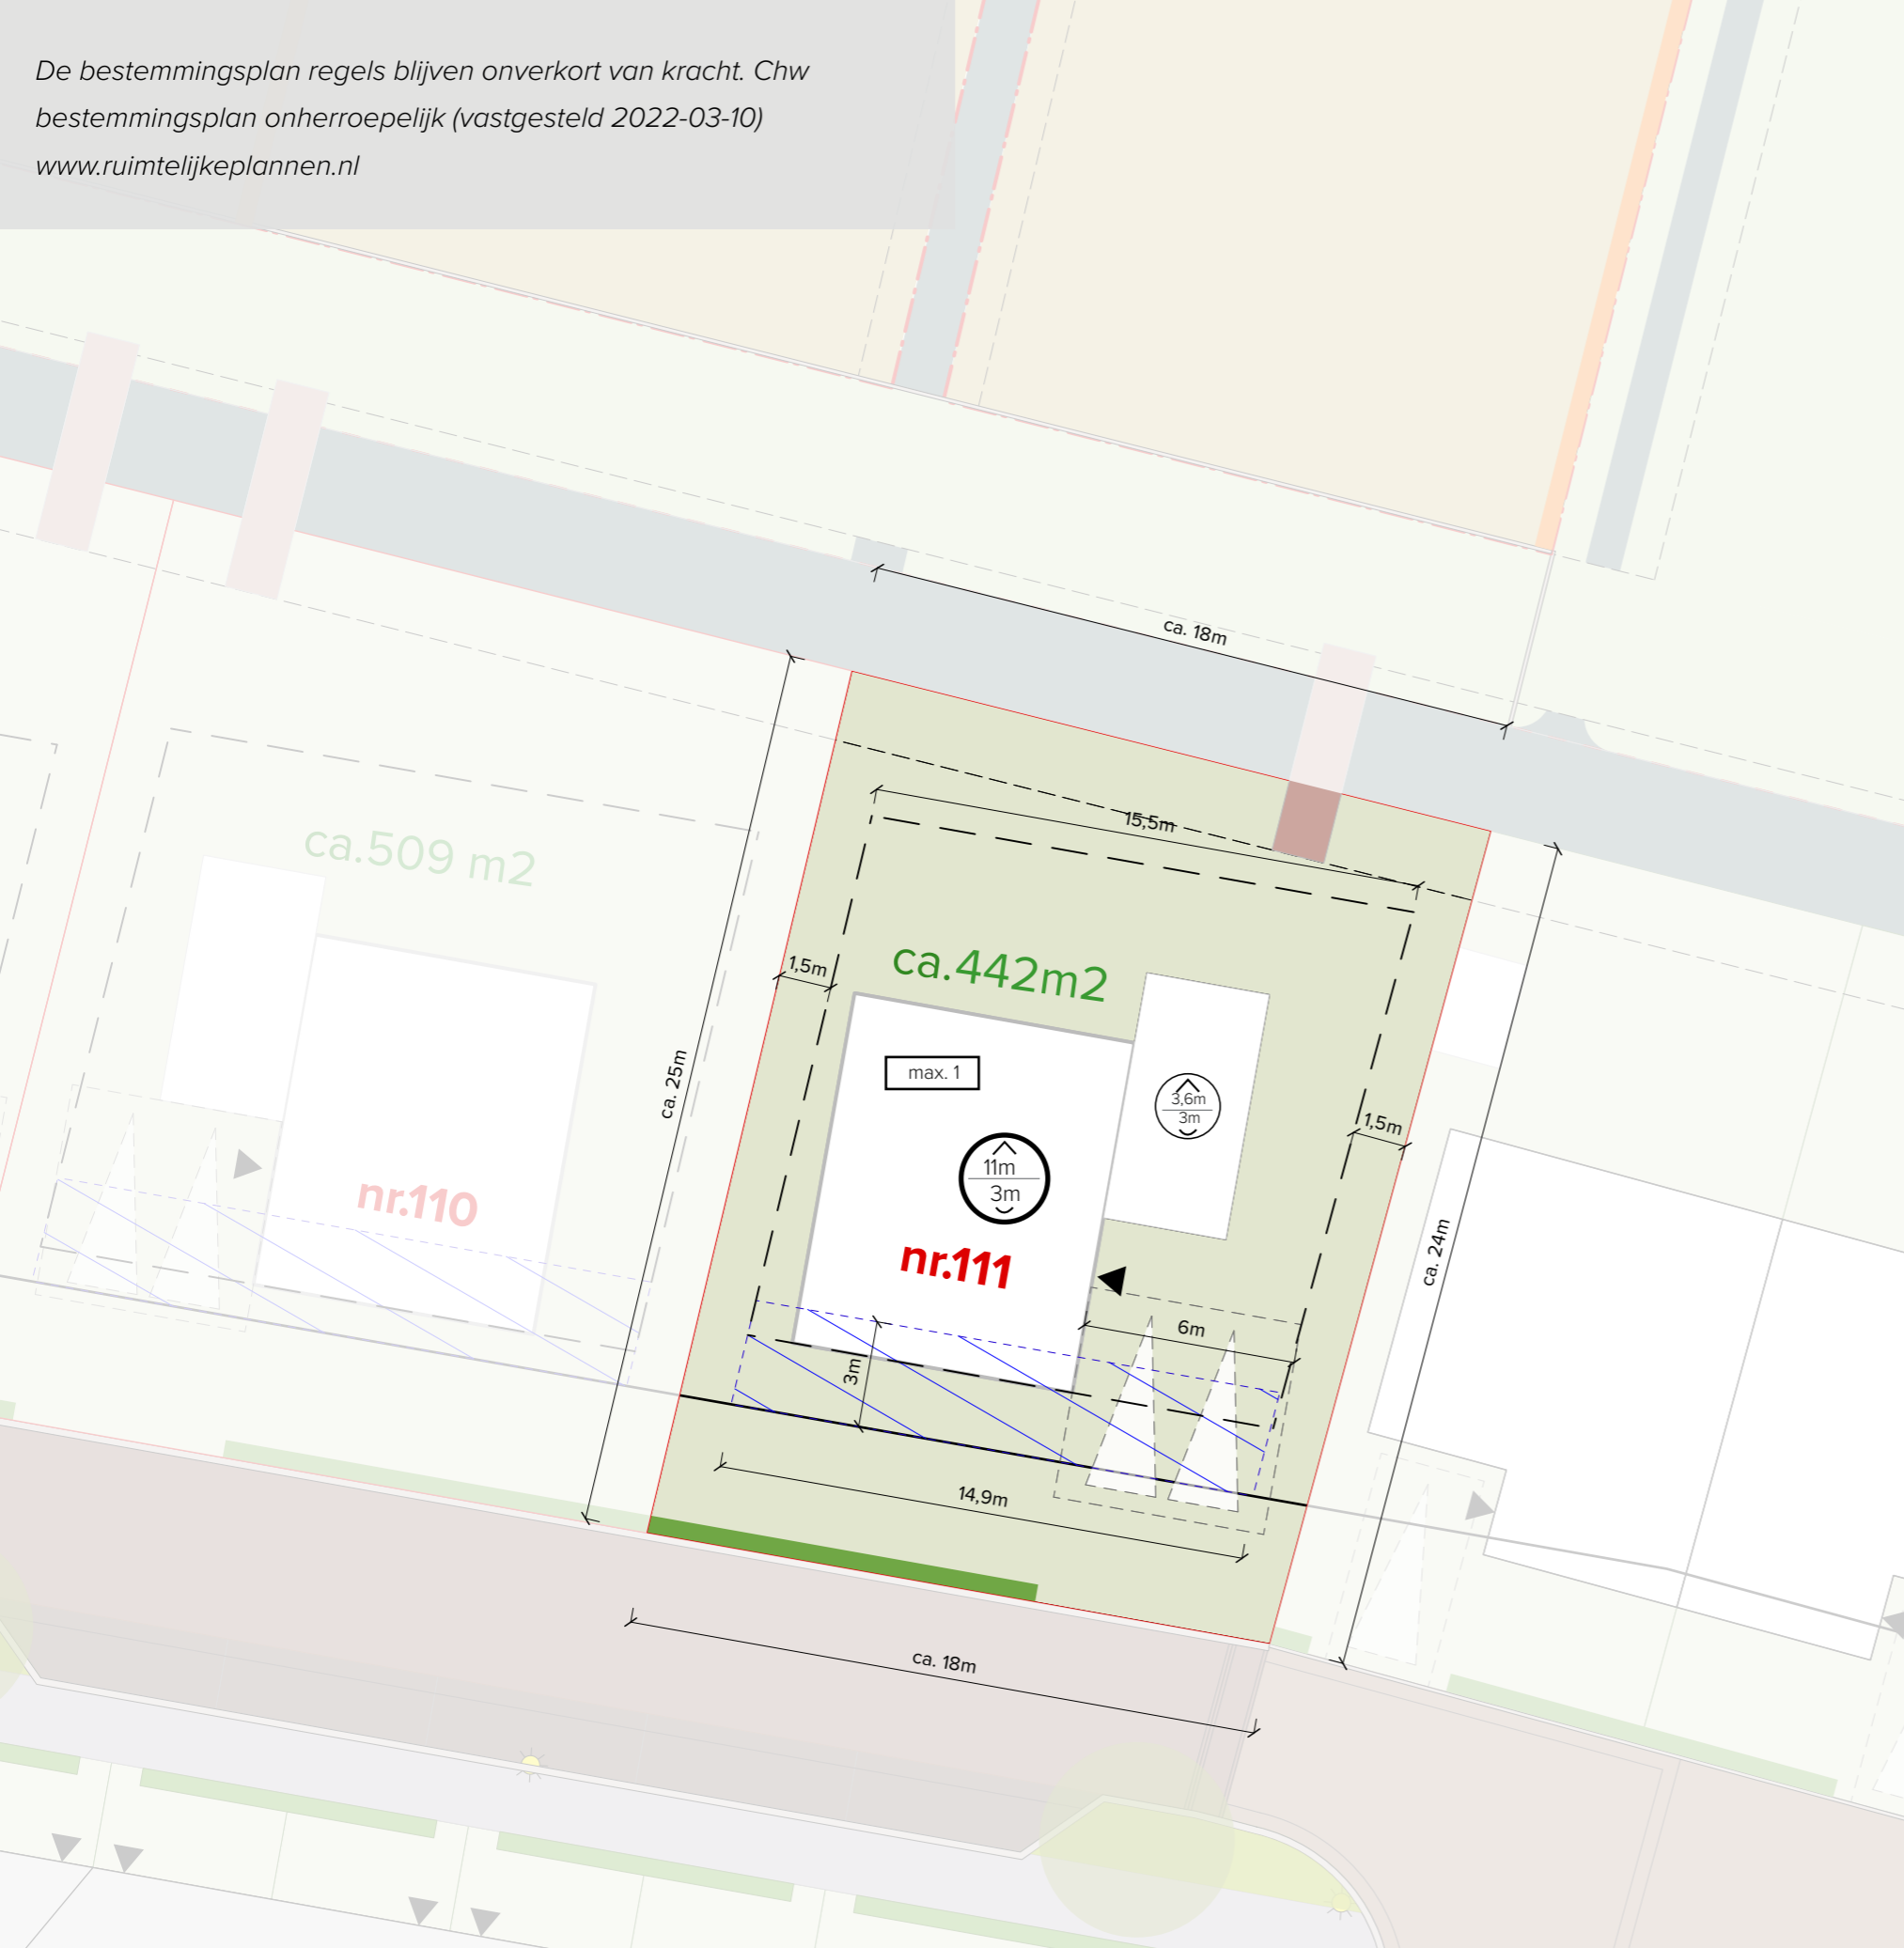 De bestemmingsplan regels blijven onverkort van kracht. Chw
bestemmingsplan onherroepelijk (vastgesteld 2022-03-10)
www.ruimtelijkeplannen.nl
ca. 18m
15,5m
ca.509 m2
ca.442m2
1,5m
max. 1
ca. 25m
3,6m
3m
1,5m
11m
3m
nr.110
nr.111
ca. 24m
6m
3m
14,9m
ca. 18m